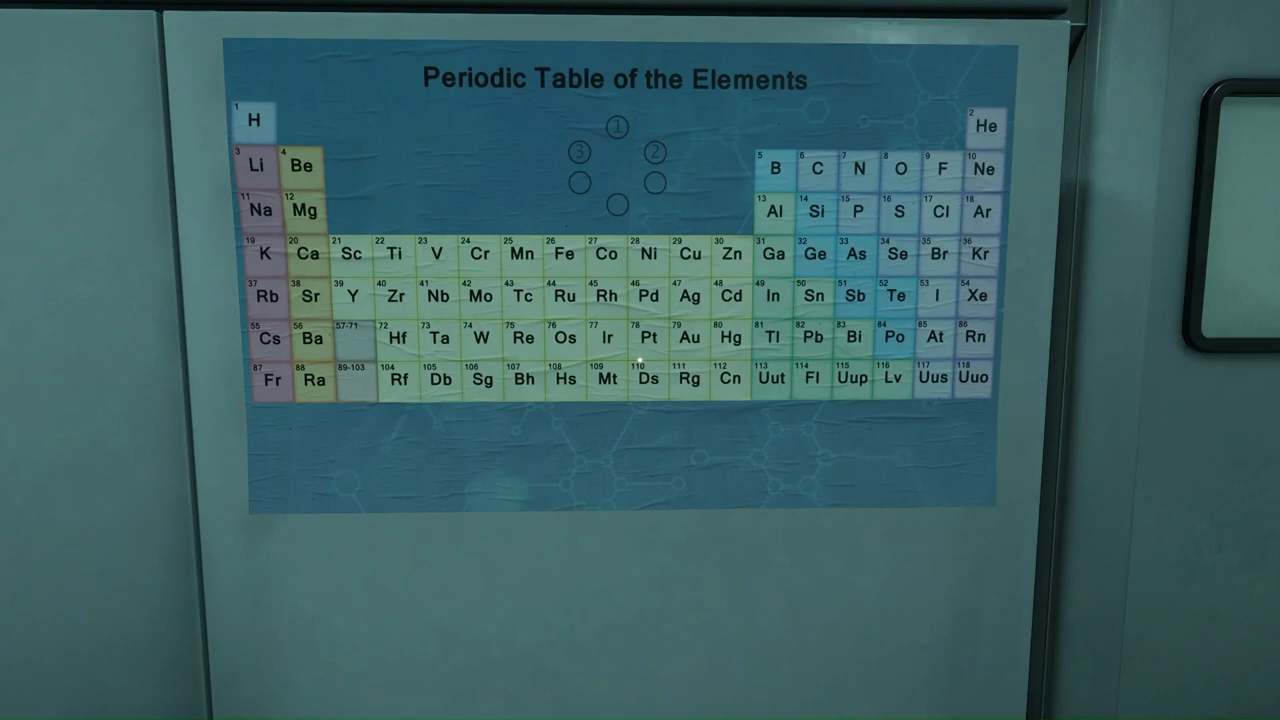 Periodic Table of the Elements
1 H 2 He
① 
③ ②
3 Li 4 Be 5 B 6 C 7 N 8 O 9 F 10 Ne
11 Na 12 Mg 13 Al 14 Si 15 P 16 S 17 Cl 18 Ar
19 K 20 Ca 21 Sc 22 Ti 23 V 24 Cr 25 Mn 26 Fe 27 Co 28 Ni 29 Cu 30 Zn 31 Ga 32 Ge 33 As 34 Se 35 Br 36 Kr
37 Rb 38 Sr 39 Y 40 Zr 41 Nb 42 Mo 43 Tc 44 Ru 45 Rh 46 Pd 47 Ag 48 Cd 49 In 50 Sn 51 Sb 52 Te 53 I 54 Xe
55 Cs 56 Ba 57-71 72 Hf 73 Ta 74 W 75 Re 76 Os 77 Ir 78 Pt 79 Au 80 Hg 81 Tl 82 Pb 83 Bi 84 Po 85 At 86 Rn
87 Fr 88 Ra 89-103 104 Rf 105 Db 106 Sg 107 Bh 108 Hs 109 Mt 110 Ds 111 Rg 112 Cn 113 Uut 114 Fl 115 Uup 116 Lv 117 Uus 118 Uuo